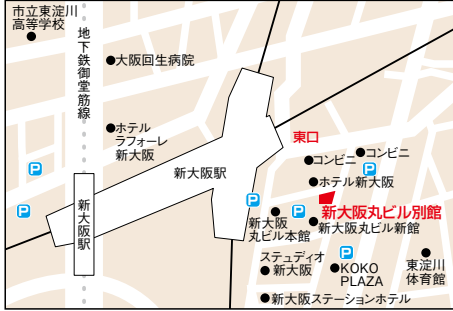 市立東淀川
高等学校
地下鉄御堂筋線
大阪回生病院
ホテル
ラフォーレ
新大阪
東口
コンビニ
コンビニ
P
P
P
新大阪駅
ホテル新大阪
P
P
新大阪丸ビル別館
新大阪駅
新大阪
丸ビル本館
新大阪丸ビル新館
P
ステュディオ
新大阪
KOKO
PLAZA
東淀川
体育館
新大阪ステーションホテル